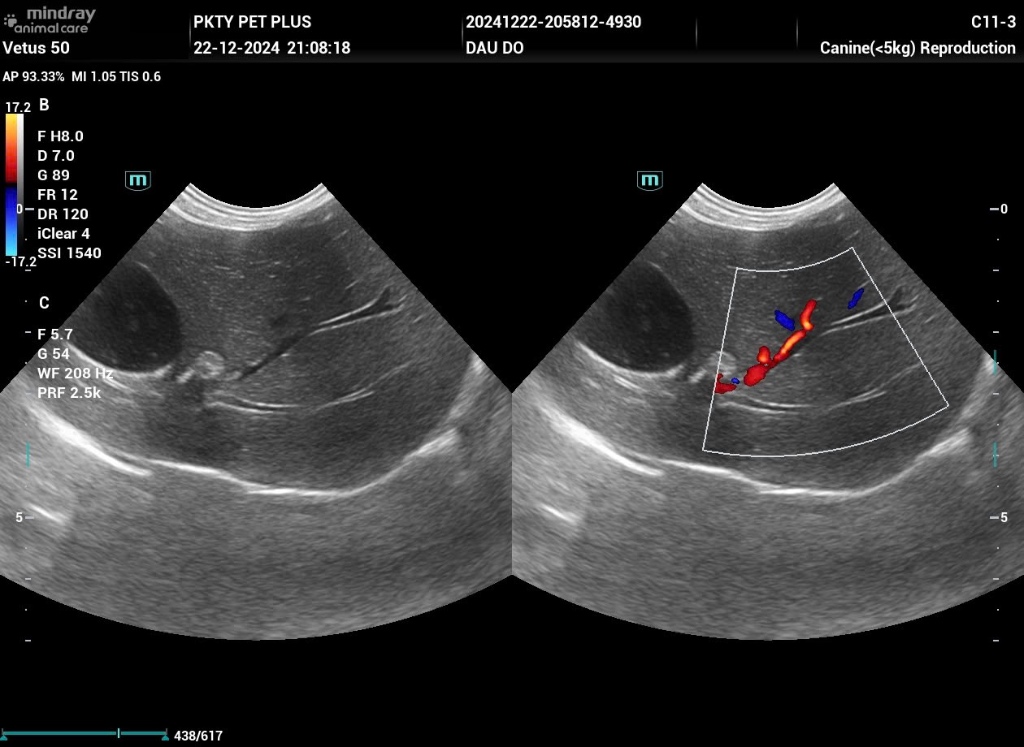 mindray
animal care
Vetus 50
PKTY PET PLUS
22-12-2024 21:08:18
20241222-205812-4930
DAU DO
C11-3
Canine(<5kg) Reproduction
AP 93.33% MI 1.05 TIS 0.6
17.2
B
F H8.0
D 7.0
G 89
FR 12
DR 120
iClear 4
SSI 1540
0
-17.2
C
F 5.7
G 54
WF 208 Hz
PRF 2.5k
5
m
m
0
5
438/617